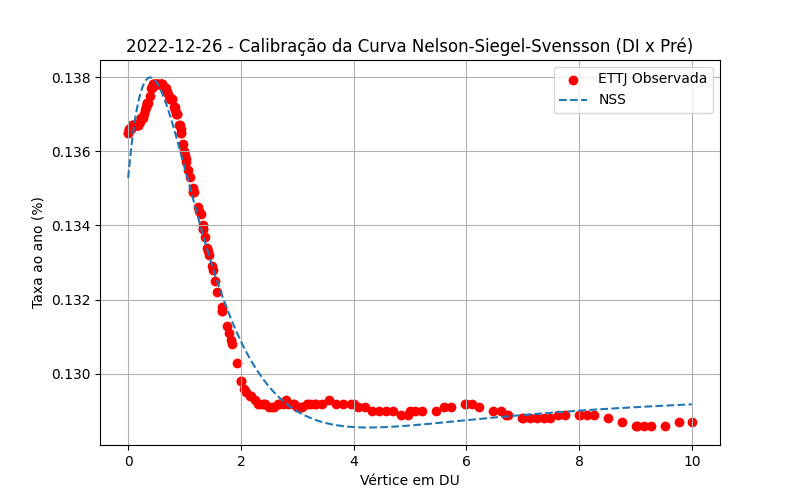 2022-12-26 - Calibração da Curva Nelson-Siegel-Svensson (DI x Pré)
ETTJ Observada
NSS
Taxa ao ano (%)
0.138
0.136
0.134
0.132
0.130
0 2 4 6 8 10
Vértice em DU